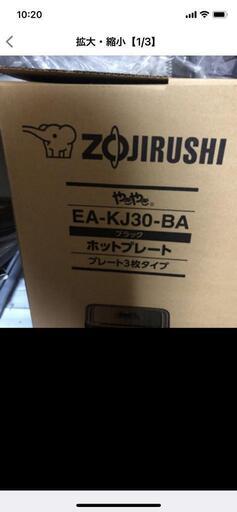 10:20
拡大・縮小【1/3】
ZOJIRUSHI
やきやき®
EA-KJ30-BA
ブラック
ホットプレート
プレート3枚タイプ